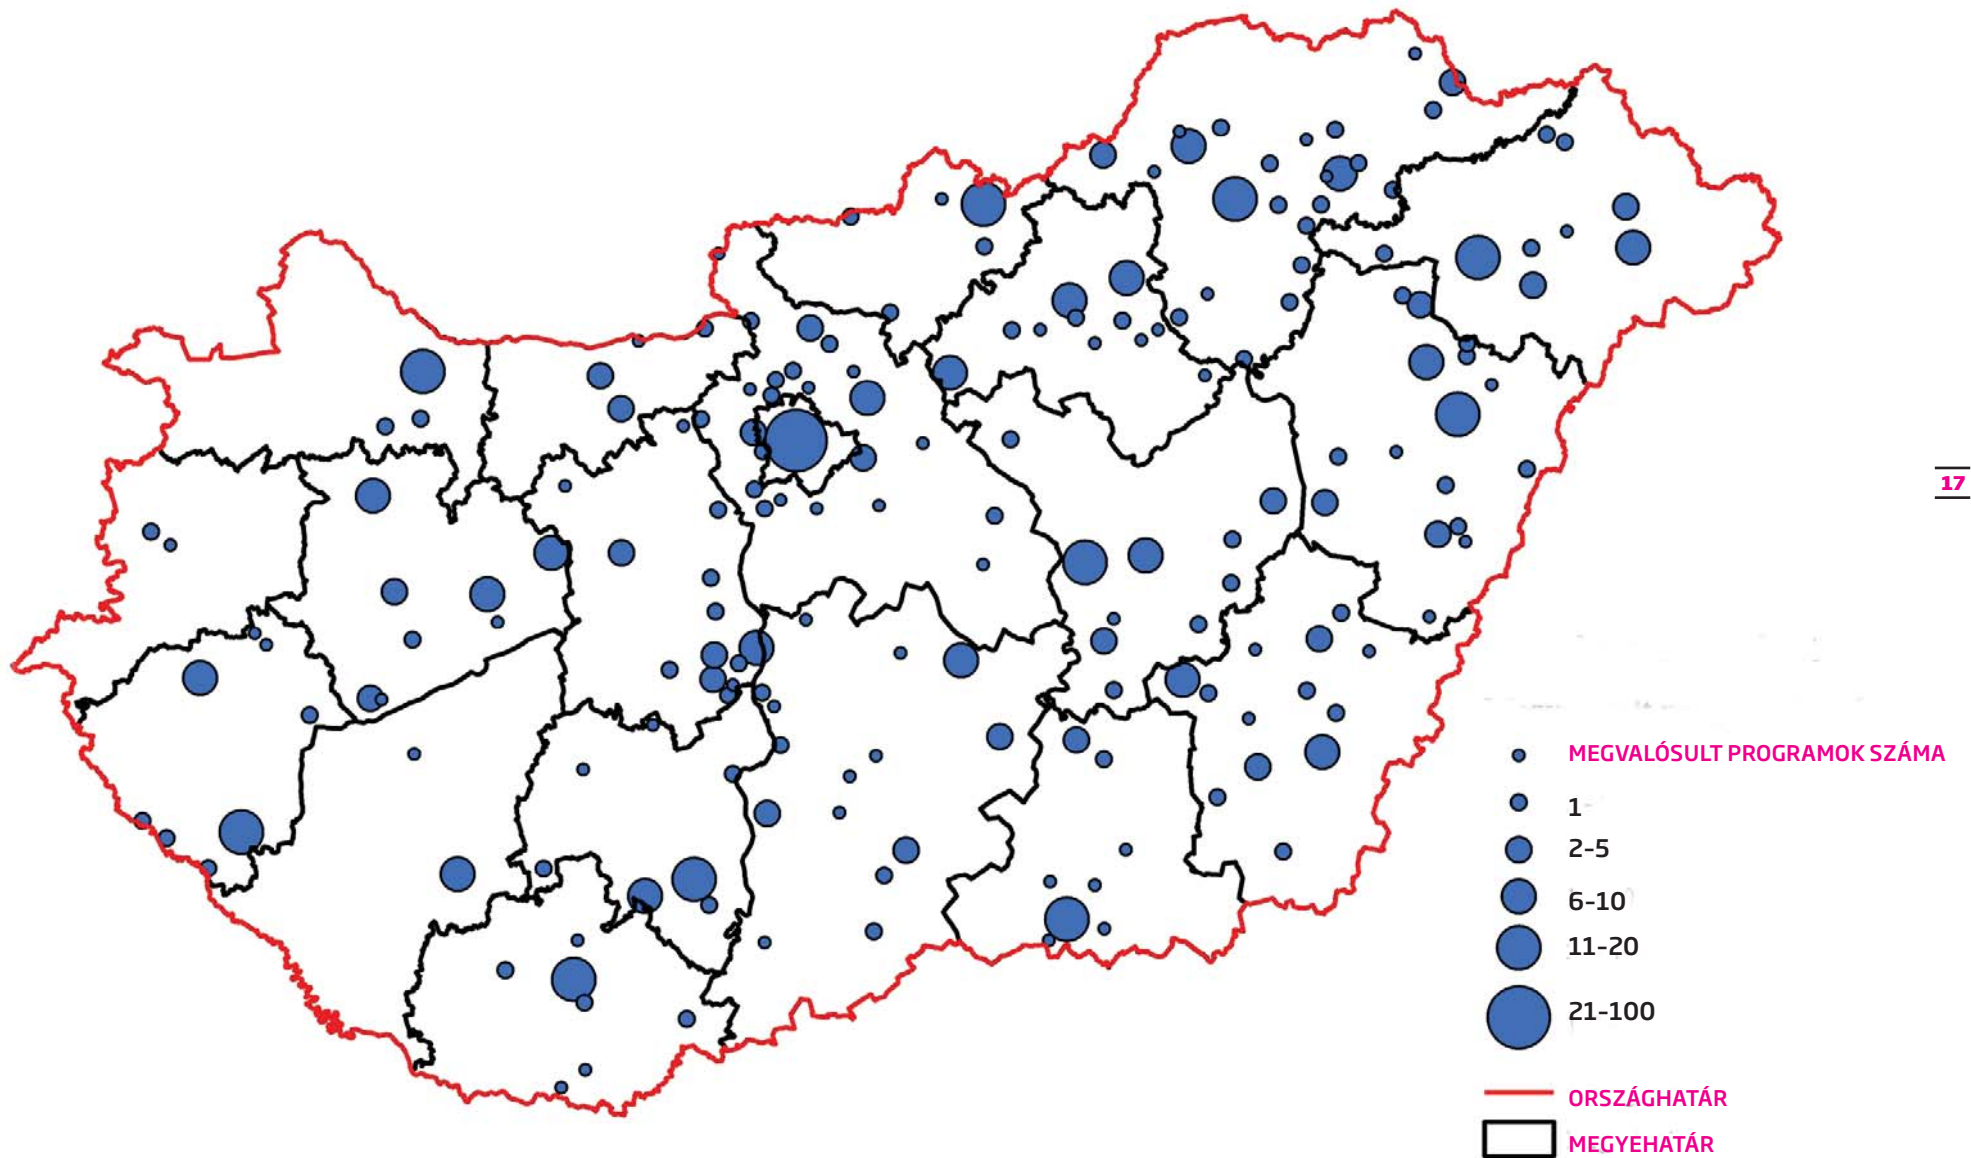 17
MEGVALÓSULT PROGRAMOK SZÁMA
1
2-5
6-10
11-20
21-100
ORSZÁGHATÁR
MEGYEHATÁR